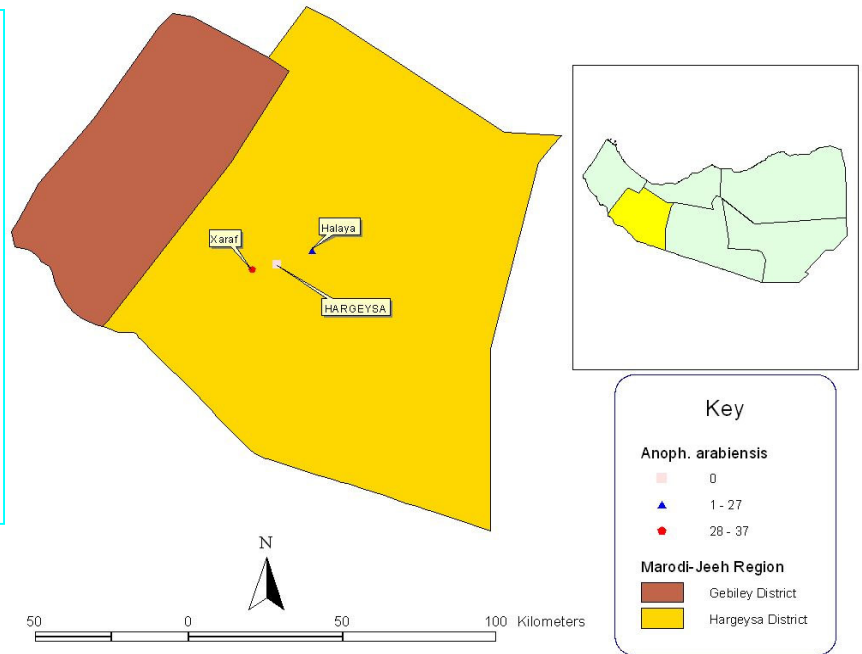 Halaya
Xaraf
HARGEYSA
Key
Anoph. arabiensis
0
1 - 27
28 - 37
Marodi-Jeeh Region
Gebiley District
Hargeysa District
N
50 0 50 100 Kilometers